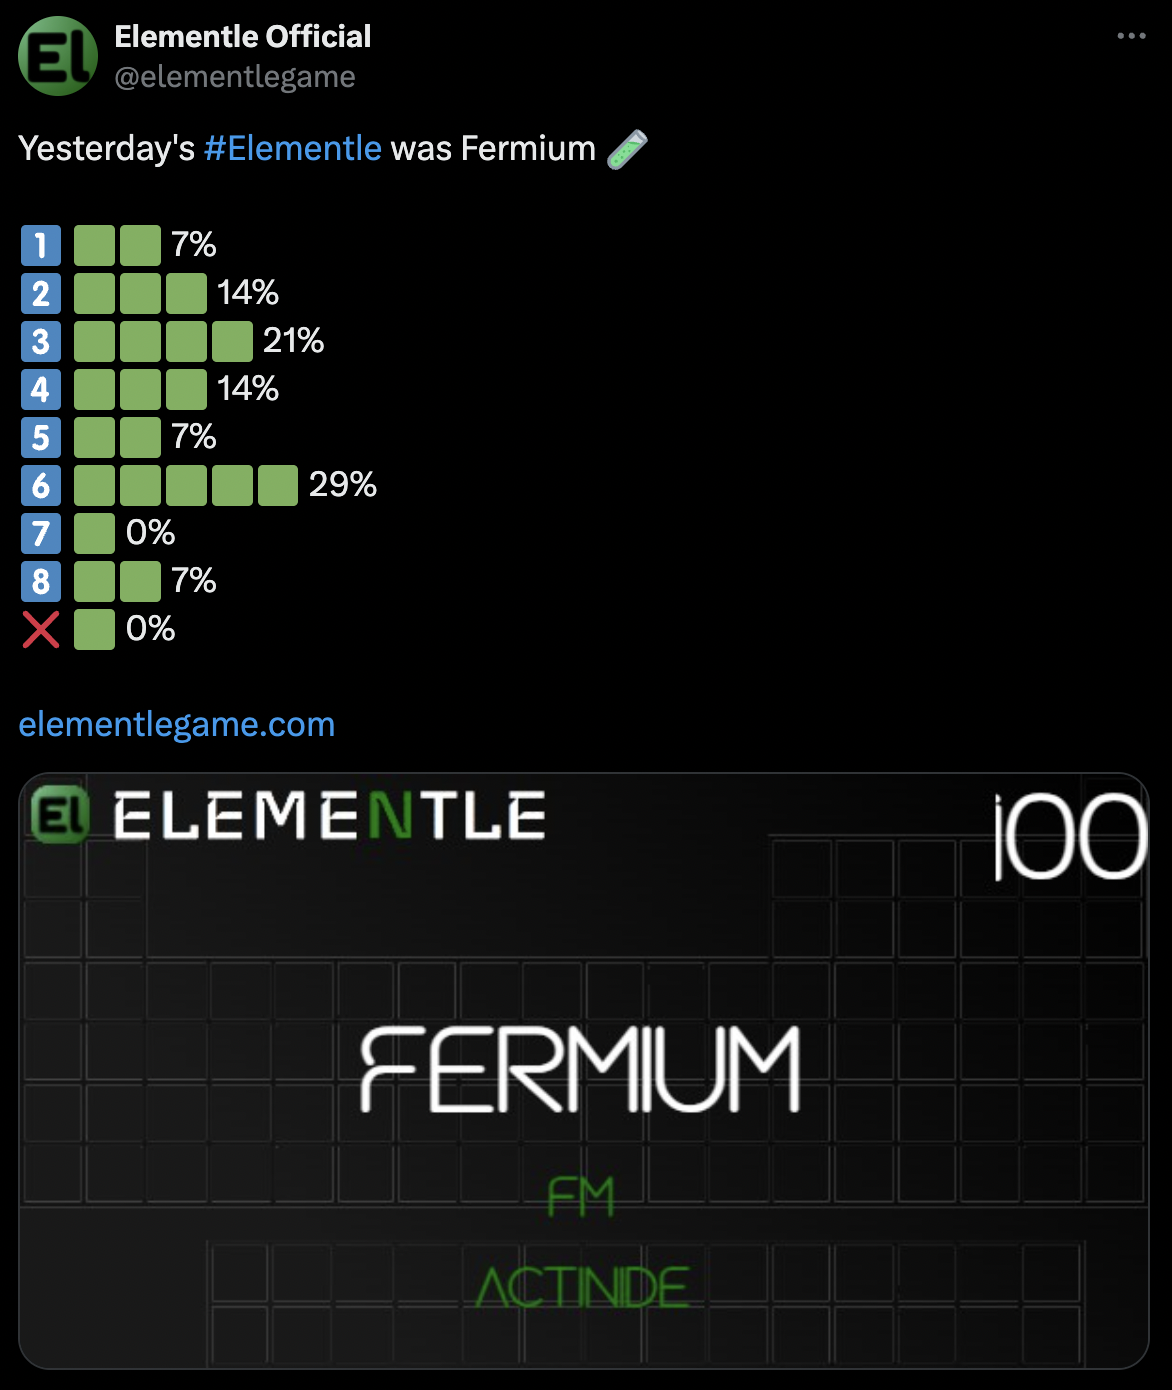 Elementle Official
@elementlegame
Yesterday's #Elementle was Fermium 🧪
1 7%
2 14%
3 21%
4 14%
5 7%
6 29%
7 0%
8 7%
❌ 0%
elementlegame.com
El ELEMENTLE
100
FERMIUM
FM
ACTINIDE